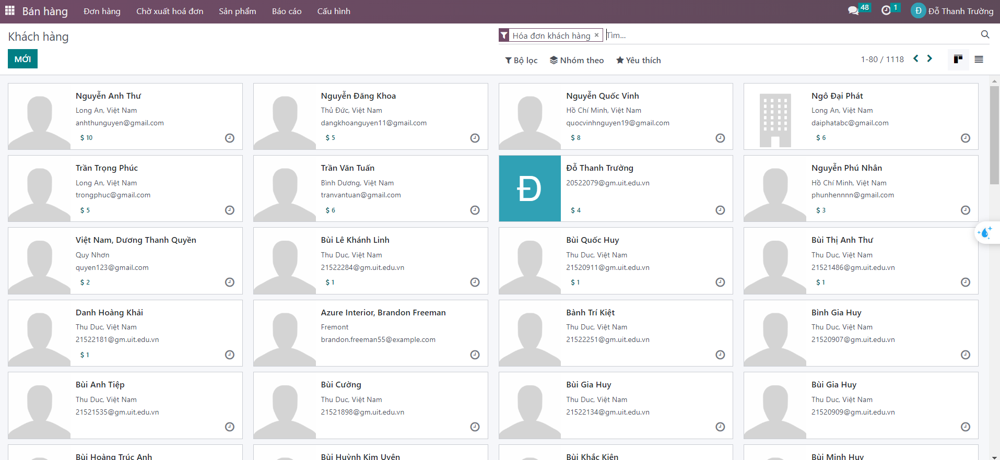 Bán hàng Đơn hàng Chờ xuất hoá đơn Sản phẩm Báo cáo Cấu hình 48 1 Đ Đỗ Thanh Trường
Khách hàng Hóa đơn khách hàng × Tìm...
MỚI Bộ lọc Nhóm theo Yêu thích 1-80 / 1118
Nguyễn Anh Thư
Long An, Việt Nam
anhthunguyen@gmail.com
$ 10
Nguyễn Đăng Khoa
Thủ Đức, Việt Nam
dangkhoanguyen11@gmail.com
$ 5
Nguyễn Quốc Vinh
Hồ Chí Minh, Việt Nam
quocvinhnguyen19@gmail.com
$ 8
Ngô Đại Phát
Long An, Việt Nam
daiphatabc@gmail.com
$ 6
Trần Trọng Phúc
Long An, Việt Nam
trongphuc@gmail.com
$ 5
Trần Văn Tuấn
Bình Dương, Việt Nam
tranvantuan@gmail.com
$ 6
Đ
Đỗ Thanh Trường
20522079@gm.uit.edu.vn
$ 4
Nguyễn Phú Nhân
Hồ Chí Minh, Việt Nam
phunhennnn@gmail.com
$ 3
Việt Nam, Dương Thanh Quyền
Quy Nhơn
quyen123@gmail.com
$ 2
Bùi Lê Khánh Linh
Thu Duc, Việt Nam
21522284@gm.uit.edu.vn
$ 1
Bùi Quốc Huy
Thu Duc, Việt Nam
21520911@gm.uit.edu.vn
$ 1
Bùi Thị Anh Thư
Thu Duc, Việt Nam
21521486@gm.uit.edu.vn
$ 1
Danh Hoàng Khải
Thu Duc, Việt Nam
21522181@gm.uit.edu.vn
$ 1
Azure Interior, Brandon Freeman
Fremont
brandon.freeman55@example.com
Bành Trí Kiệt
Thu Duc, Việt Nam
21522251@gm.uit.edu.vn
Bình Gia Huy
Thu Duc, Việt Nam
21520907@gm.uit.edu.vn
Bùi Anh Tiệp
Thu Duc, Việt Nam
21521535@gm.uit.edu.vn
Bùi Cường
Thu Duc, Việt Nam
21521898@gm.uit.edu.vn
Bùi Gia Huy
Thu Duc, Việt Nam
21522134@gm.uit.edu.vn
Bùi Gia Huy
Thu Duc, Việt Nam
21520909@gm.uit.edu.vn
Bùi Hoàng Trúc Anh
Bùi Huỳnh Kim Uyên
Bùi Khắc Kiên
Bùi Minh Huy